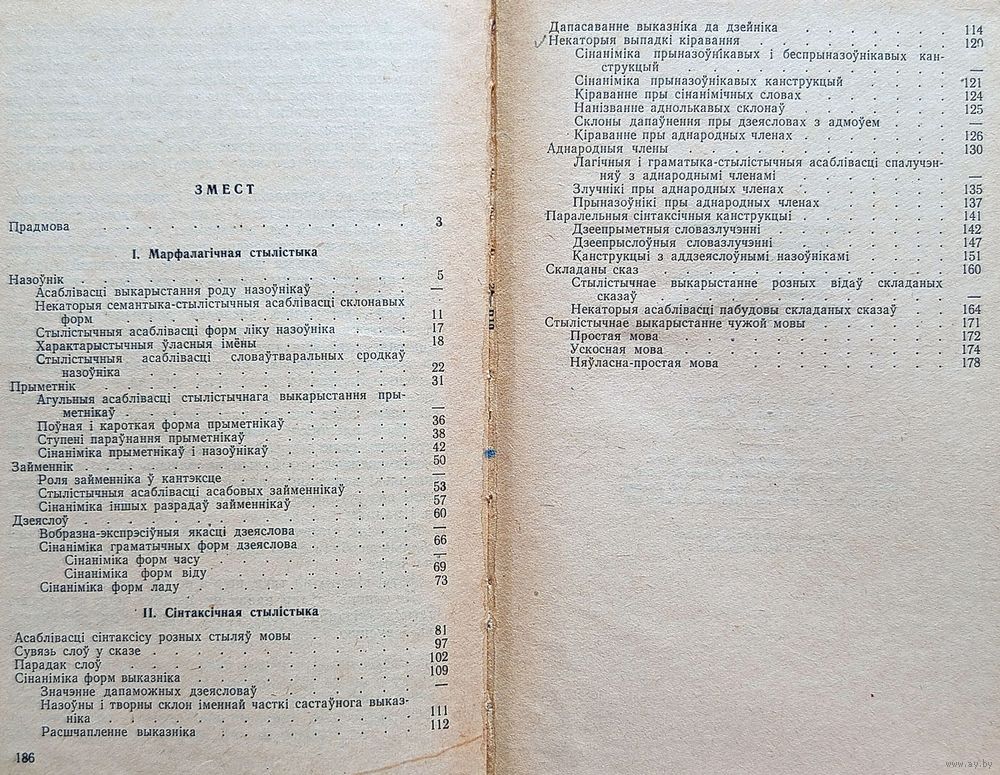 ЗМЕСТ
Прадмова . . . . . . . . . . . . . 3
I. Марфалагічная стылістыка
Назоўнік . . . . . . . . . . . . . 5
Асаблівасці выкарыстання роду назоўнікаў . . . . —
Некаторыя семантыка-стылістычныя асаблівасці склонавых
форм . . . . . . . . . . . . . 11
Стылістычныя асаблівасці форм ліку назоўніка . . . . 17
Характарыстычныя ўласныя імёны . . . . . . 18
Стылістычныя асаблівасці словаўтваральных сродкаў
назоўніка . . . . . . . . . . . . 22
Прыметнік . . . . . . . . . . . . . 31
Агульныя асаблівасці стылістычнага выкарыстання пры-
метнікаў . . . . . . . . . . . . —
Поўная і кароткая форма прыметнікаў . . . . . 36
Ступені параўнання прыметнікаў . . . . . . 38
Сінаніміка прыметнікаў і назоўнікаў . . . . . 42
Займеннік . . . . . . . . . . . . . 50
Роля займенніка ў кантэксце . . . . . . . —
Стылістычныя асаблівасці асабовых займеннікаў . . . 53
Сінаніміка іншых разрадаў займеннікаў . . . . . 57
Дзеяслоў . . . . . . . . . . . . . 60
Вобразна-экспрэсіўныя якасці дзеяслова . . . . . —
Сінаніміка граматычных форм дзеяслова . . . . . 66
Сінаніміка форм часу . . . . . . . . —
Сінаніміка форм віду . . . . . . . . 69
Сінаніміка форм ладу . . . . . . . . . 73
II. Сінтаксічная стылістыка
Асаблівасці сінтаксісу розных стыляў мовы . . . . 81
Сувязь слоў у сказе . . . . . . . . . . 97
Парадак слоў . . . . . . . . . . . . 102
Сінаніміка форм выказніка . . . . . . . . 109
Значэнне дапаможных дзеясловаў . . . . . . —
Назоўны і творны склон іменнай часткі састаўнога выказ-
ніка . . . . . . . . . . . . . 111
Расшчапленне выказніка . . . . . . . . 112
186
Дапасаванне выказніка да дзейніка . . . . . . 114
Некаторыя выпадкі кіравання . . . . . . . 120
Сінаніміка прыназоўнікавых і беспрыназоўнікавых кан-
струкцый . . . . . . . . . . . . —
Сінаніміка прыназоўнікавых канструкцый . . . . 121
Кіраванне пры сінанімічных словах . . . . . . 124
Нанізванне аднолькавых склонаў . . . . . . 125
Склоны дапаўнення пры дзеясловах з адмоўем . . . —
Кіраванне пры аднародных членах . . . . . . 126
Аднародныя члены . . . . . . . . . . 130
Лагічныя і граматыка-стылістычныя асаблівасці спалучэн-
няў з аднароднымі членамі . . . . . . . —
Злучнікі пры аднародных членах . . . . . . 135
Прыназоўнікі пры аднародных членах . . . . . 137
Паралельныя сінтаксічныя канструкцыі . . . . . 141
Дзеепрыметныя словазлучэнні . . . . . . . 142
Дзеепрыслоўныя словазлучэнні . . . . . . . 147
Канструкцыі з аддзеяслоўнымі назоўнікамі . . . . 151
Складаны сказ . . . . . . . . . . . 160
Стылістычнае выкарыстанне розных відаў складаных
сказаў . . . . . . . . . . . . —
Некаторыя асаблівасці пабудовы складаных сказаў . . 164
Стылістычнае выкарыстанне чужой мовы . . . . . 171
Простая мова . . . . . . . . . . . 172
Ускосная мова . . . . . . . . . . . 174
Няўласна-простая мова . . . . . . . . . 178
www.ay.by